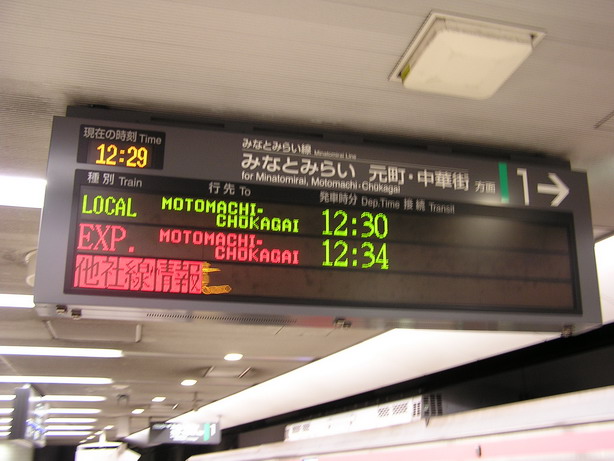 現在の時刻 Time
12:29
みなとみらい線 Minatomirai Line
みなとみらい 元町・中華街 方面 1
for Minatomirai, Motomachi-Chūkagai
種別 Train 行先 To 発車時分 Dep.Time 接続 Transit
LOCAL MOTOMACHI-CHŪKAGAI 12:30
EXP. MOTOMACHI-CHŪKAGAI 12:34
他社線情報